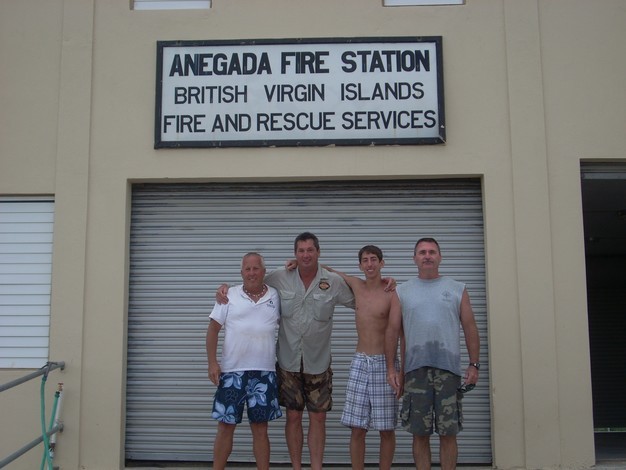 ANEGADA FIRE STATION
BRITISH VIRGIN ISLANDS
FIRE AND RESCUE SERVICES